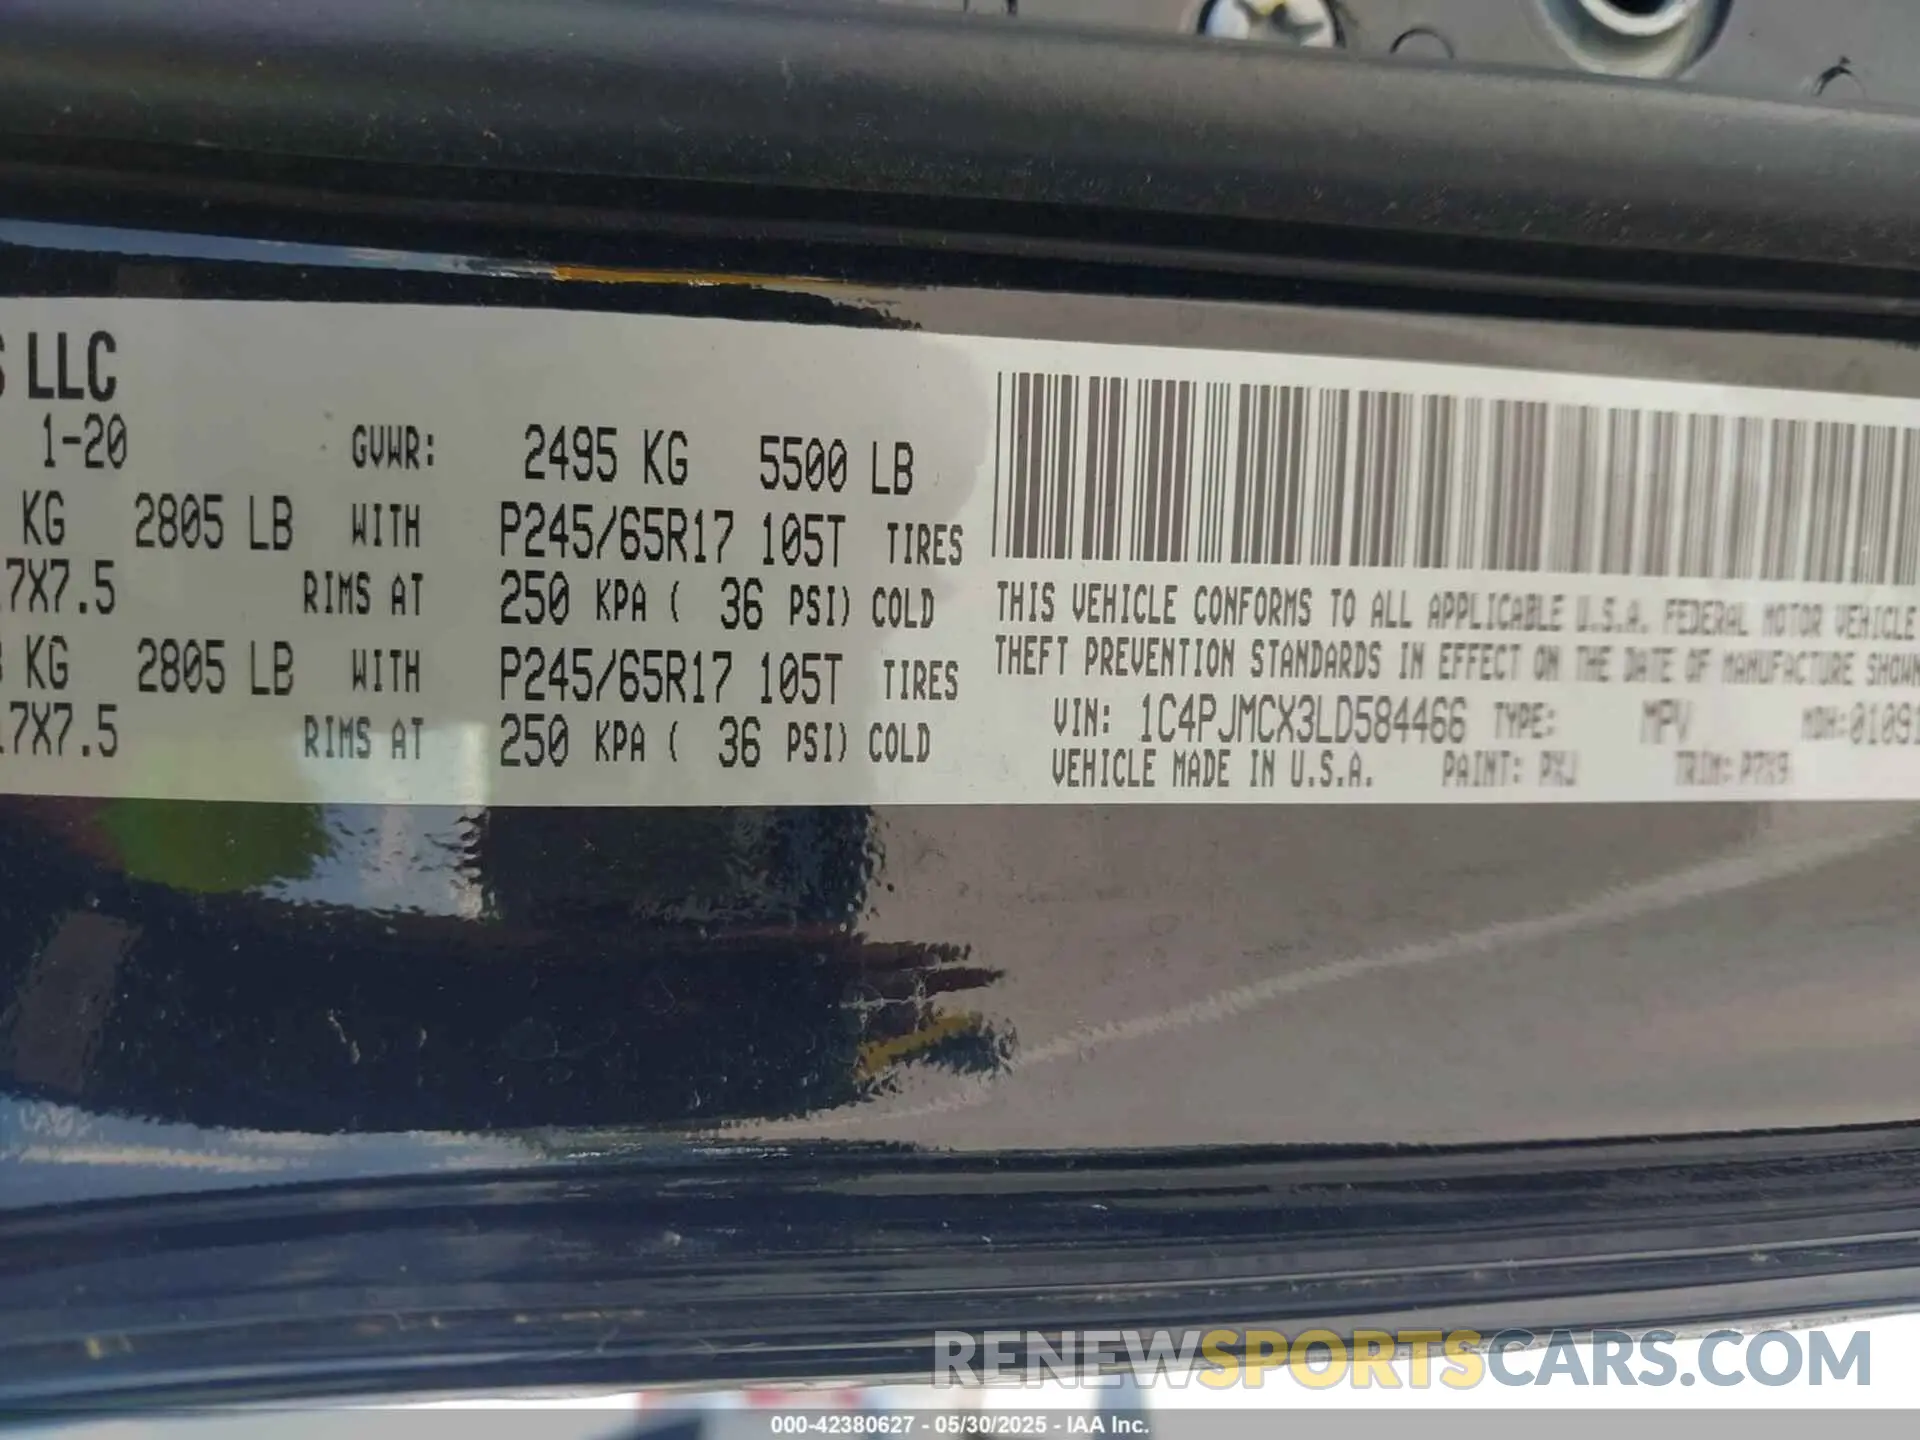 S LLC
1-20 GVWR: 2495 KG 5500 LB
KG 2805 LB WITH P245/65R17 105T TIRES
7X7.5 RIMS AT 250 KPA ( 36 PSI) COLD
KG 2805 LB WITH P245/65R17 105T TIRES
7X7.5 RIMS AT 250 KPA ( 36 PSI) COLD
THIS VEHICLE CONFORMS TO ALL APPLICABLE U.S.A. FEDERAL MOTOR VEHICLE
THEFT PREVENTION STANDARDS IN EFFECT ON THE DATE OF MANUFACTURE SHOWN
VIN: 1C4PJMCX3LD584466 TYPE: MPV MDH:01091
VEHICLE MADE IN U.S.A. PAINT: PXJ TRIM: P7X9
RENEWSPORTSCARS.COM
000-42380627 - 05/30/2025 - IAA Inc.